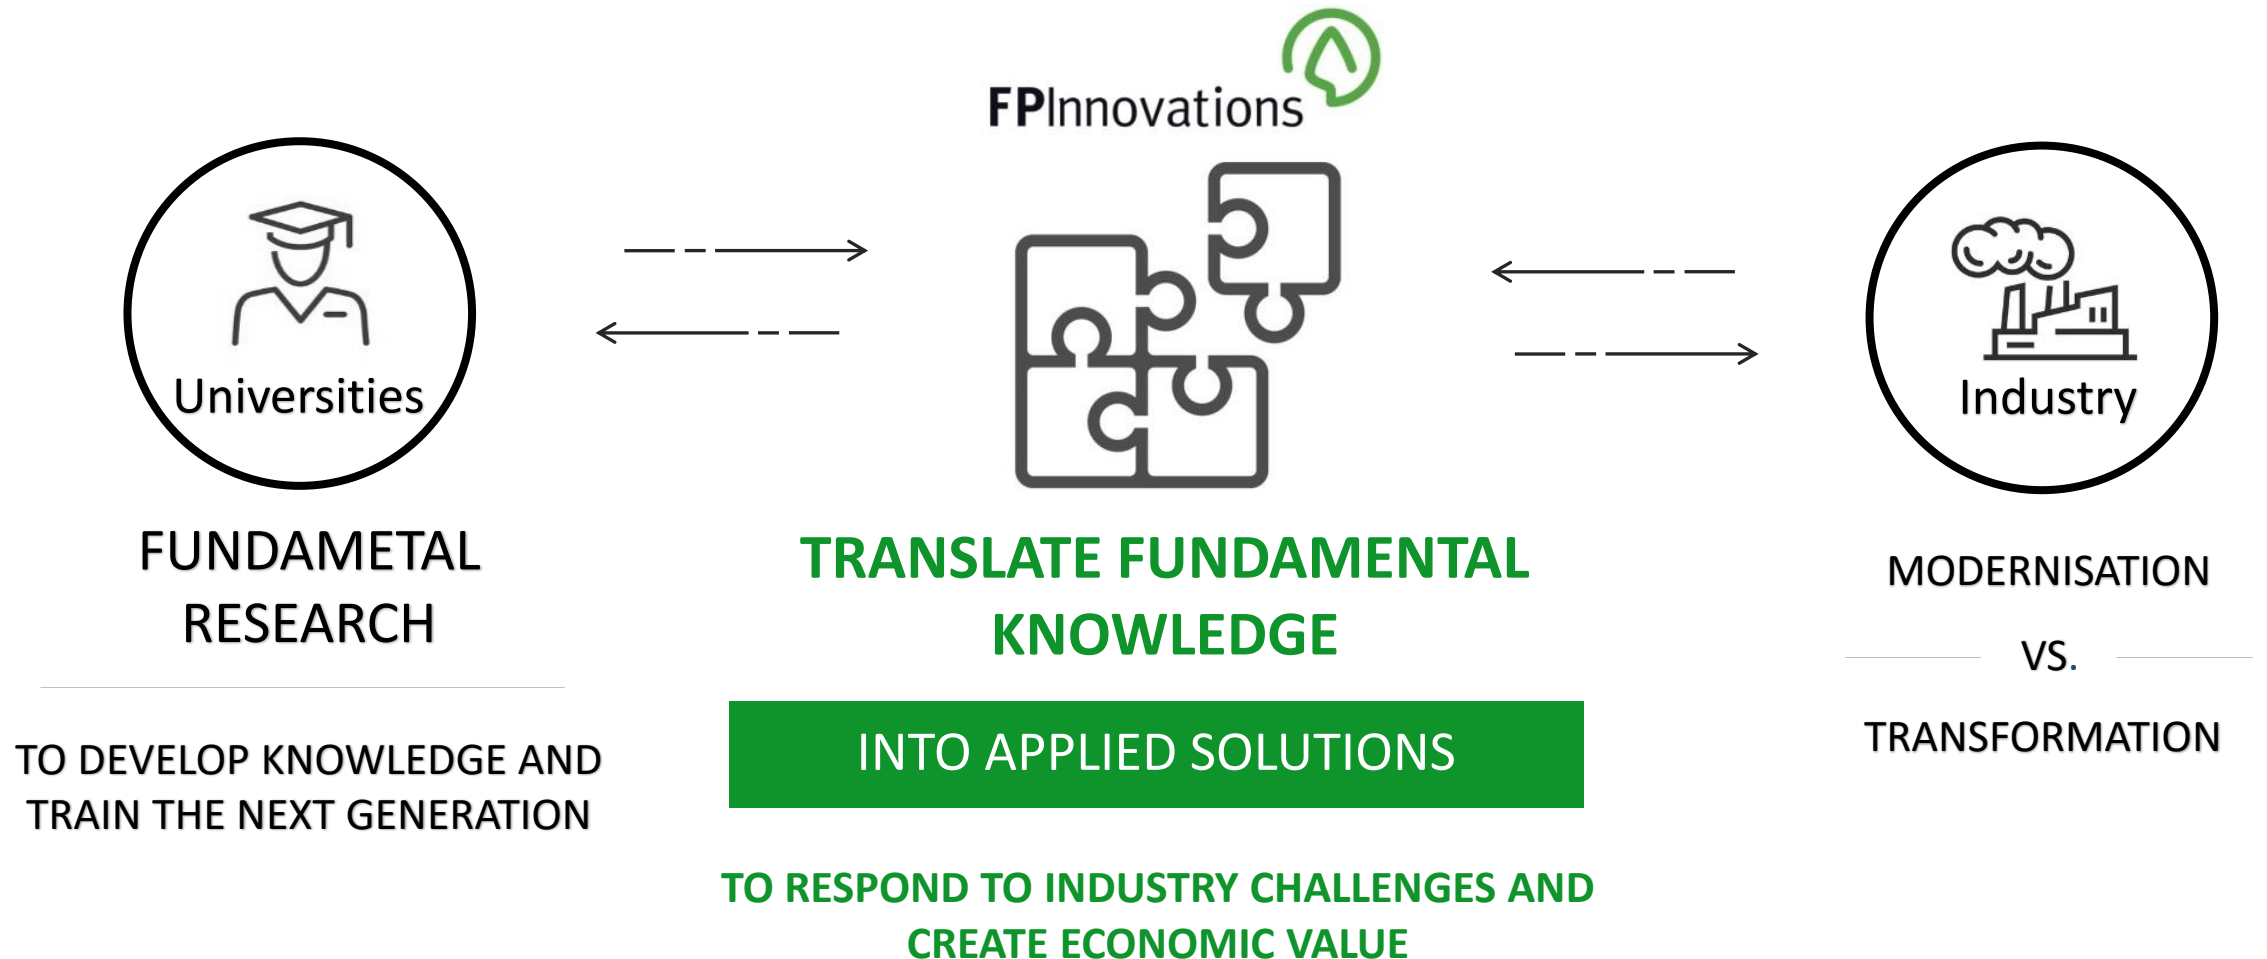 FPInnovations
Universities
FUNDAMETAL
RESEARCH
TO DEVELOP KNOWLEDGE AND
TRAIN THE NEXT GENERATION
TRANSLATE FUNDAMENTAL
KNOWLEDGE
INTO APPLIED SOLUTIONS
TO RESPOND TO INDUSTRY CHALLENGES AND
CREATE ECONOMIC VALUE
Industry
MODERNISATION
VS.
TRANSFORMATION